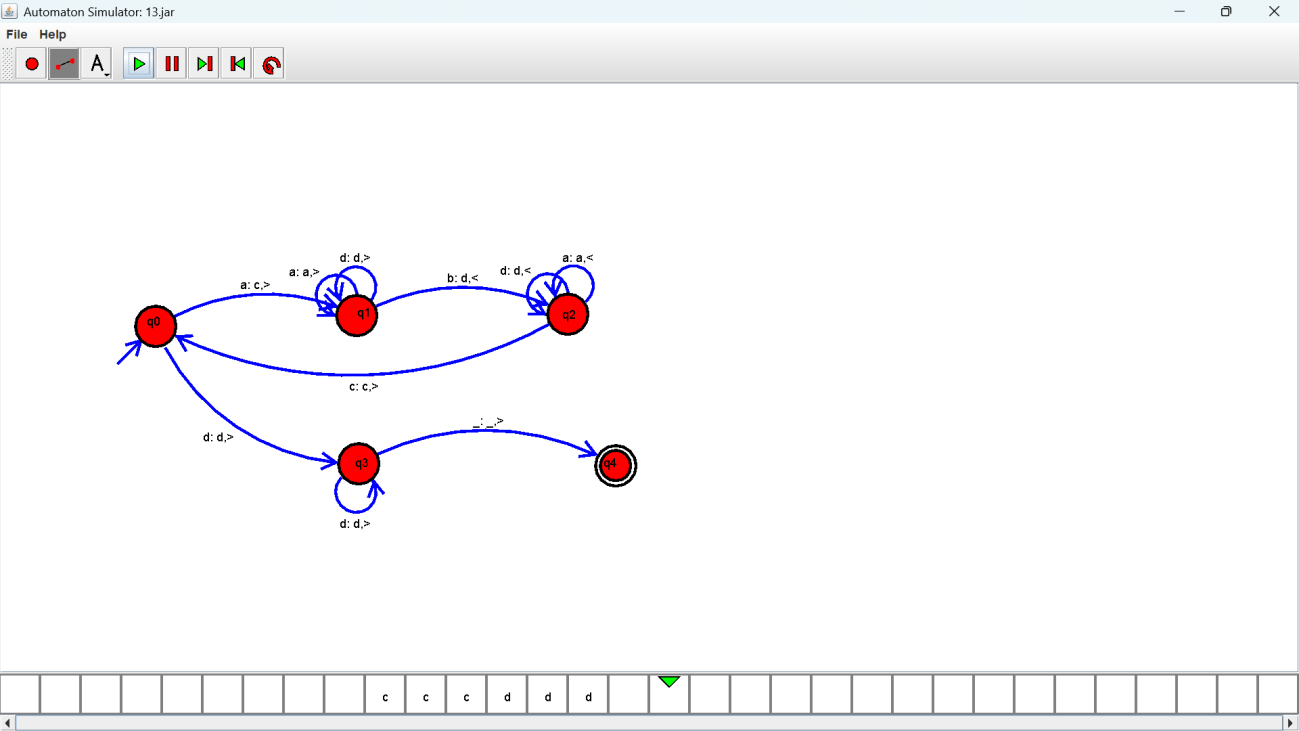 Automaton Simulator: 13.jar
File Help
A
d: d,> a: a,<
a: a,> b: d,< d: d,<
a: c,>
q0 q1 q2
c: c,>
_: _,>
d: d,>
q3 q4
d: d,>
c c c d d d